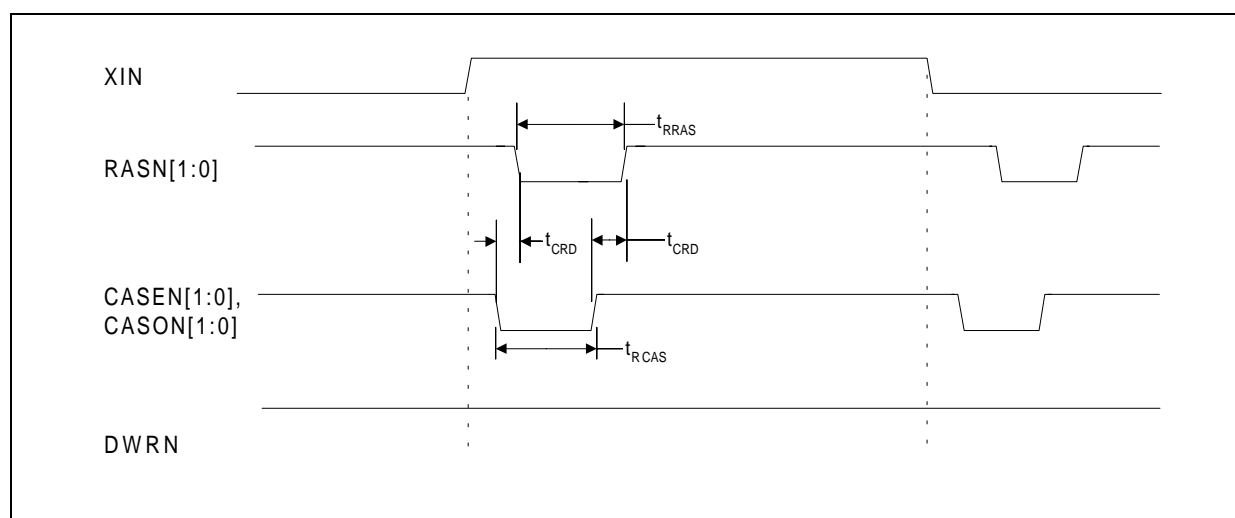 XIN
tRRAS
RASN[1:0]
tCRD
tCRD
CASEN[1:0],
CASON[1:0]
tRCAS
DWRN